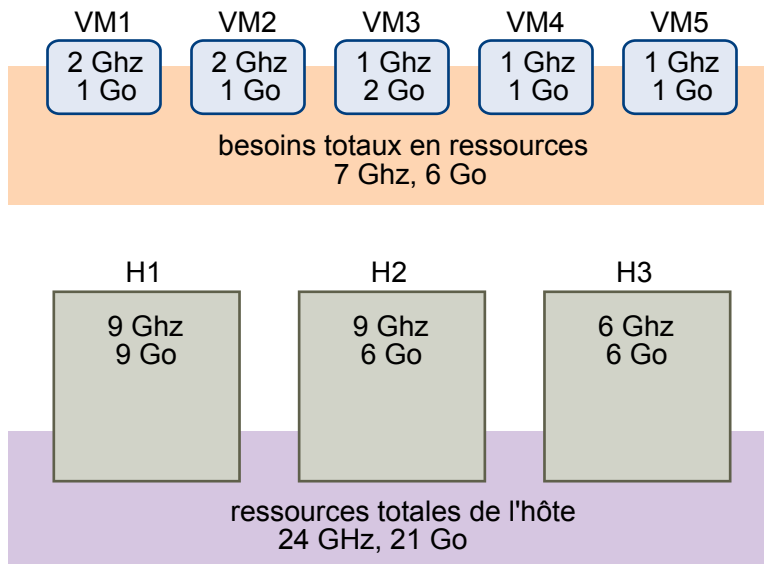 VM1 VM2 VM3 VM4 VM5
2 Ghz 2 Ghz 1 Ghz 1 Ghz 1 Ghz
1 Go 1 Go 2 Go 1 Go 1 Go
besoins totaux en ressources
7 Ghz, 6 Go
H1 H2 H3
9 Ghz 9 Ghz 6 Ghz
9 Go 6 Go 6 Go
ressources totales de l'hôte
24 GHz, 21 Go